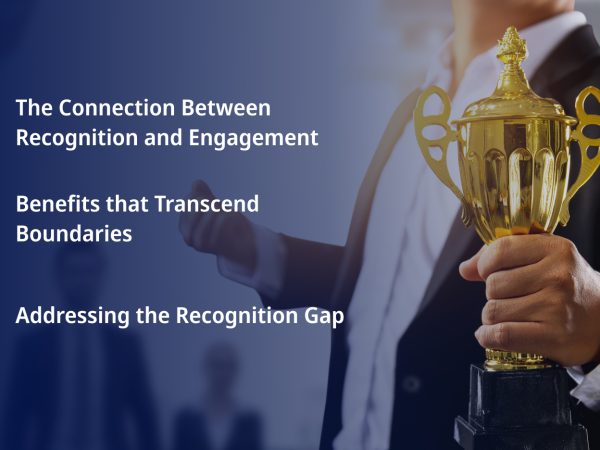 The Connection Between
Recognition and Engagement
Benefits that Transcend
Boundaries
Addressing the Recognition Gap